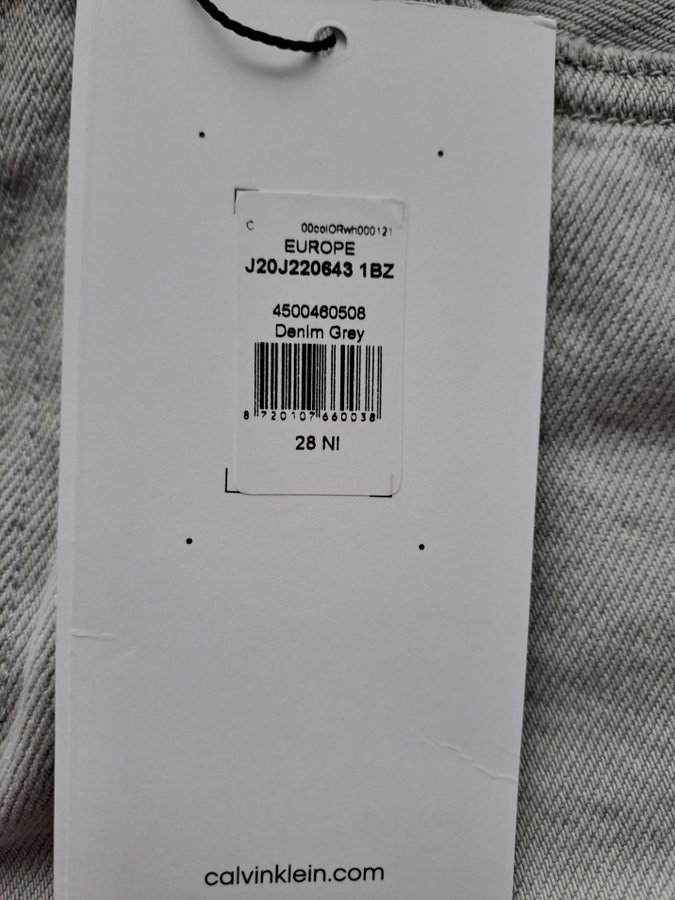 C 00colORwh000121
EUROPE
J20J220643 1BZ
4500460508
Denim Grey
8 720107 660038
28 NI
calvinklein.com